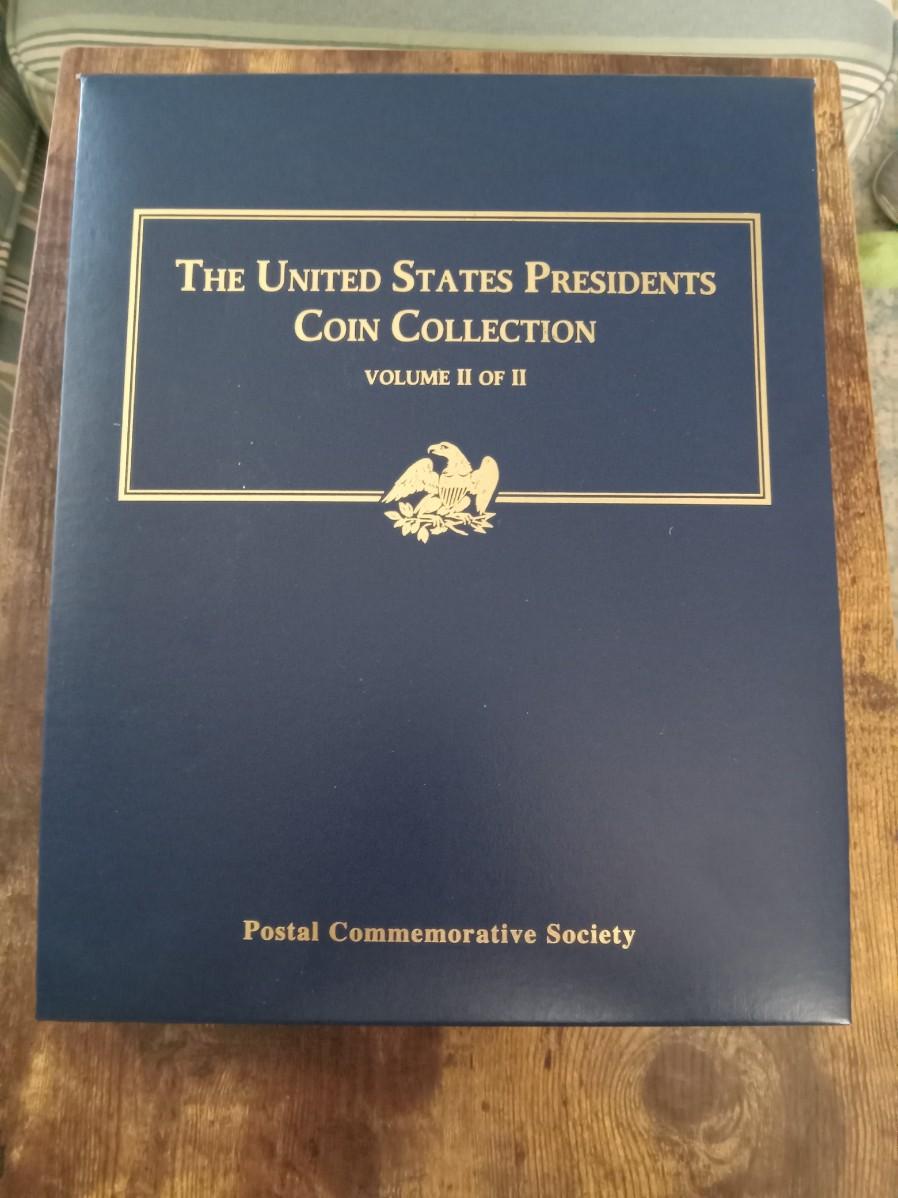 The United States Presidents
Coin Collection
VOLUME II OF II
Postal Commemorative Society